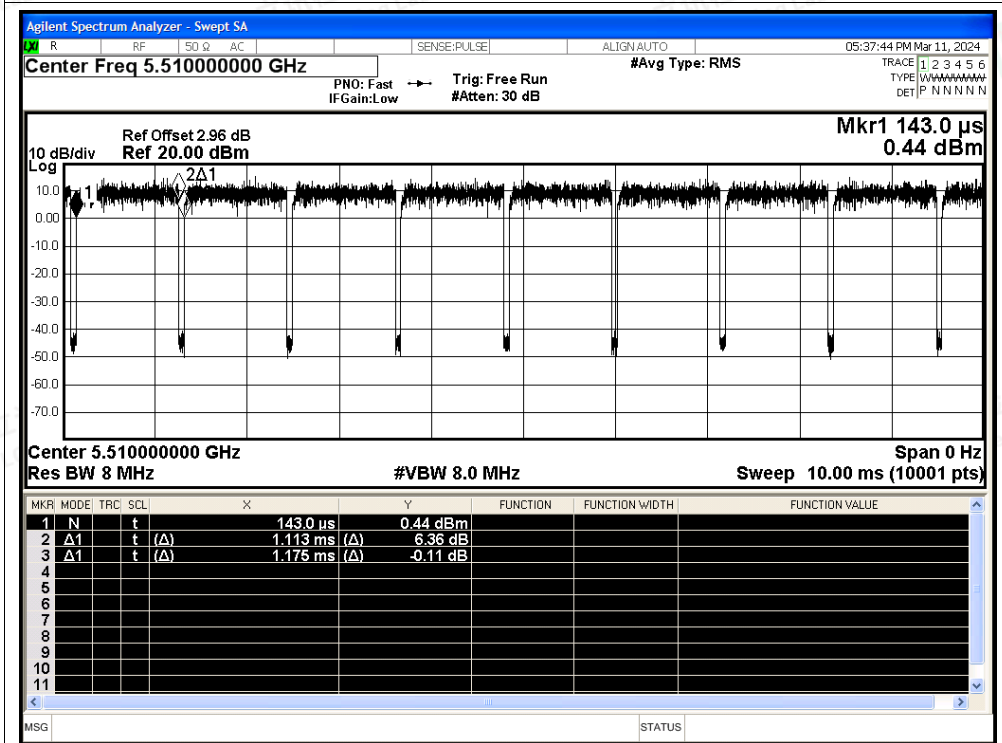 Agilent Spectrum Analyzer - Swept SA
LXI R RF 50 Ω AC SENSE:PULSE ALIGN AUTO 05:37:44 PM Mar 11, 2024
Center Freq 5.510000000 GHz #Avg Type: RMS TRACE 1 2 3 4 5 6
PNO: Fast Trig: Free Run TYPE
IFGain:Low #Atten: 30 dB DET P N N N N N
Mkr1 143.0 µs
0.44 dBm
Ref Offset 2.96 dB
10 dB/div Ref 20.00 dBm
Log
2Δ1
10.0 1
0.00
-10.0
-20.0
-30.0
-40.0
-50.0
-60.0
-70.0
Center 5.510000000 GHz Span 0 Hz
Res BW 8 MHz #VBW 8.0 MHz Sweep 10.00 ms (10001 pts)
MKR MODE TRC SCL X Y FUNCTION FUNCTION WIDTH FUNCTION VALUE
1 N t 143.0 µs 0.44 dBm
2 Δ1 t (Δ) 1.113 ms (Δ) 6.36 dB
3 Δ1 t (Δ) 1.175 ms (Δ) -0.11 dB
4
5
6
7
8
9
10
11
MSG STATUS